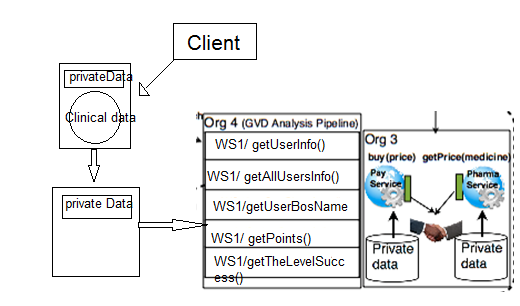 Client
privateData
Clinical data
private Data
Org 4 (GVD Analysis Pipeline)
WS1/ getUserInfo()
WS1/ getAllUsersInfo()
WS1/getUserBosName
WS1/ getPoints()
WS1/getTheLevelSucc
ess()
Org 3
buy(price) getPrice(medicine)
Pay
Service
Pharma
Service
Private
data
Private
data